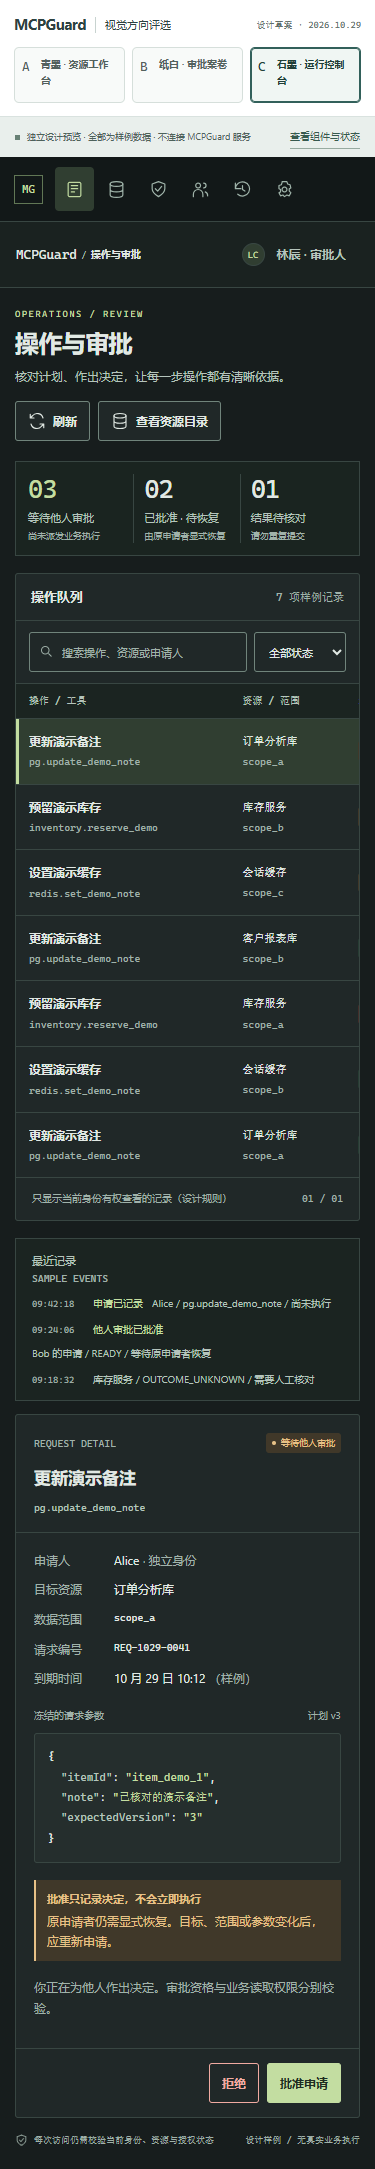 MCPGuard 视觉方向评选 设计草案 · 2026.10.29
A 青墨 · 资源工作台
B 纸白 · 审批案卷
C 石墨 · 运行控制台
独立设计预览 · 全部为样例数据 · 不连接 MCPGuard 服务 查看组件与状态
MG
MCPGuard / 操作与审批 LC 林辰 · 审批人
OPERATIONS / REVIEW
操作与审批
核对计划、作出决定，让每一步操作都有清晰依据。
刷新 查看资源目录
03 02 01
等待他人审批 已批准 · 待恢复 结果待核对
尚未派发业务执行 由原申请者显式恢复 请勿重复提交
操作队列 7 项样例记录
搜索操作、资源或申请人 全部状态
操作 / 工具 资源 / 范围
更新演示备注 订单分析库
pg.update_demo_note scope_a
预留演示库存 库存服务
inventory.reserve_demo scope_b
设置演示缓存 会话缓存
redis.set_demo_note scope_c
更新演示备注 客户报表库
pg.update_demo_note scope_b
预留演示库存 库存服务
inventory.reserve_demo scope_a
设置演示缓存 会话缓存
redis.set_demo_note scope_b
更新演示备注 订单分析库
pg.update_demo_note scope_a
只显示当前身份有权查看的记录（设计规则） 01 / 01
最近记录
SAMPLE EVENTS
09:42:18 申请已记录 Alice / pg.update_demo_note / 尚未执行
09:24:06 他人审批已批准
Bob 的申请 / READY / 等待原申请者恢复
09:18:32 库存服务 / OUTCOME_UNKNOWN / 需要人工核对
REQUEST DETAIL 等待他人审批
更新演示备注
pg.update_demo_note
申请人 Alice · 独立身份
目标资源 订单分析库
数据范围 scope_a
请求编号 REQ-1029-0041
到期时间 10 月 29 日 10:12 （样例）
冻结的请求参数 计划 v3
{
"itemId": "item_demo_1",
"note": "已核对的演示备注",
"expectedVersion": "3"
}
批准只记录决定，不会立即执行
原申请者仍需显式恢复。目标、范围或参数变化后，
应重新申请。
你正在为他人作出决定。审批资格与业务读取权限分别校
验。
拒绝 批准申请
每次访问仍需校验当前身份、资源与授权状态 设计样例 / 无真实业务执行